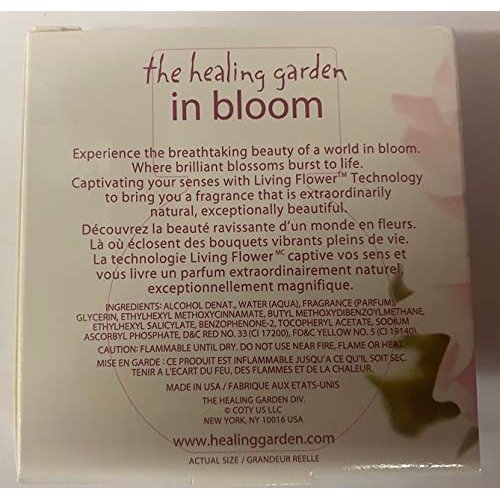 the healing garden
in bloom
Experience the breathtaking beauty of a world in bloom.
Where brilliant blossoms burst to life.
Captivating your senses with Living Flower™ Technology
to bring you a fragrance that is extraordinarily
natural, exceptionally beautiful.
Découvrez la beauté ravissante d'un monde en fleurs.
Là où éclosent des bouquets vibrants pleins de vie.
La technologie Living Flower MC captive vos sens et
vous livre un parfum extraordinairement naturel,
exceptionnellement magnifique.
INGREDIENTS: ALCOHOL DENAT., WATER (AQUA), FRAGRANCE (PARFUM),
GLYCERIN, ETHYLHEXYL METHOXYCINNAMATE, BUTYL METHOXYDIBENZOYLMETHANE,
ETHYLHEXYL SALICYLATE, BENZOPHENONE-2, TOCOPHERYL ACETATE, SODIUM
ASCORBYL PHOSPHATE, D&C RED NO. 33 (CI 17200), FD&C YELLOW NO. 5 (CI 19140).
CAUTION: FLAMMABLE UNTIL DRY. DO NOT USE NEAR FIRE, FLAME OR HEAT.
MISE EN GARDE : CE PRODUIT EST INFLAMMABLE JUSQU'A CE QU'IL SOIT SEC.
TENIR A L'ECART DU FEU, DES FLAMMES ET DE LA CHALEUR.
MADE IN USA / FABRIQUE AUX ETATS-UNIS
THE HEALING GARDEN DIV.
© COTY US LLC
NEW YORK, NY 10016 USA
www.healinggarden.com
ACTUAL SIZE / GRANDEUR REELLE